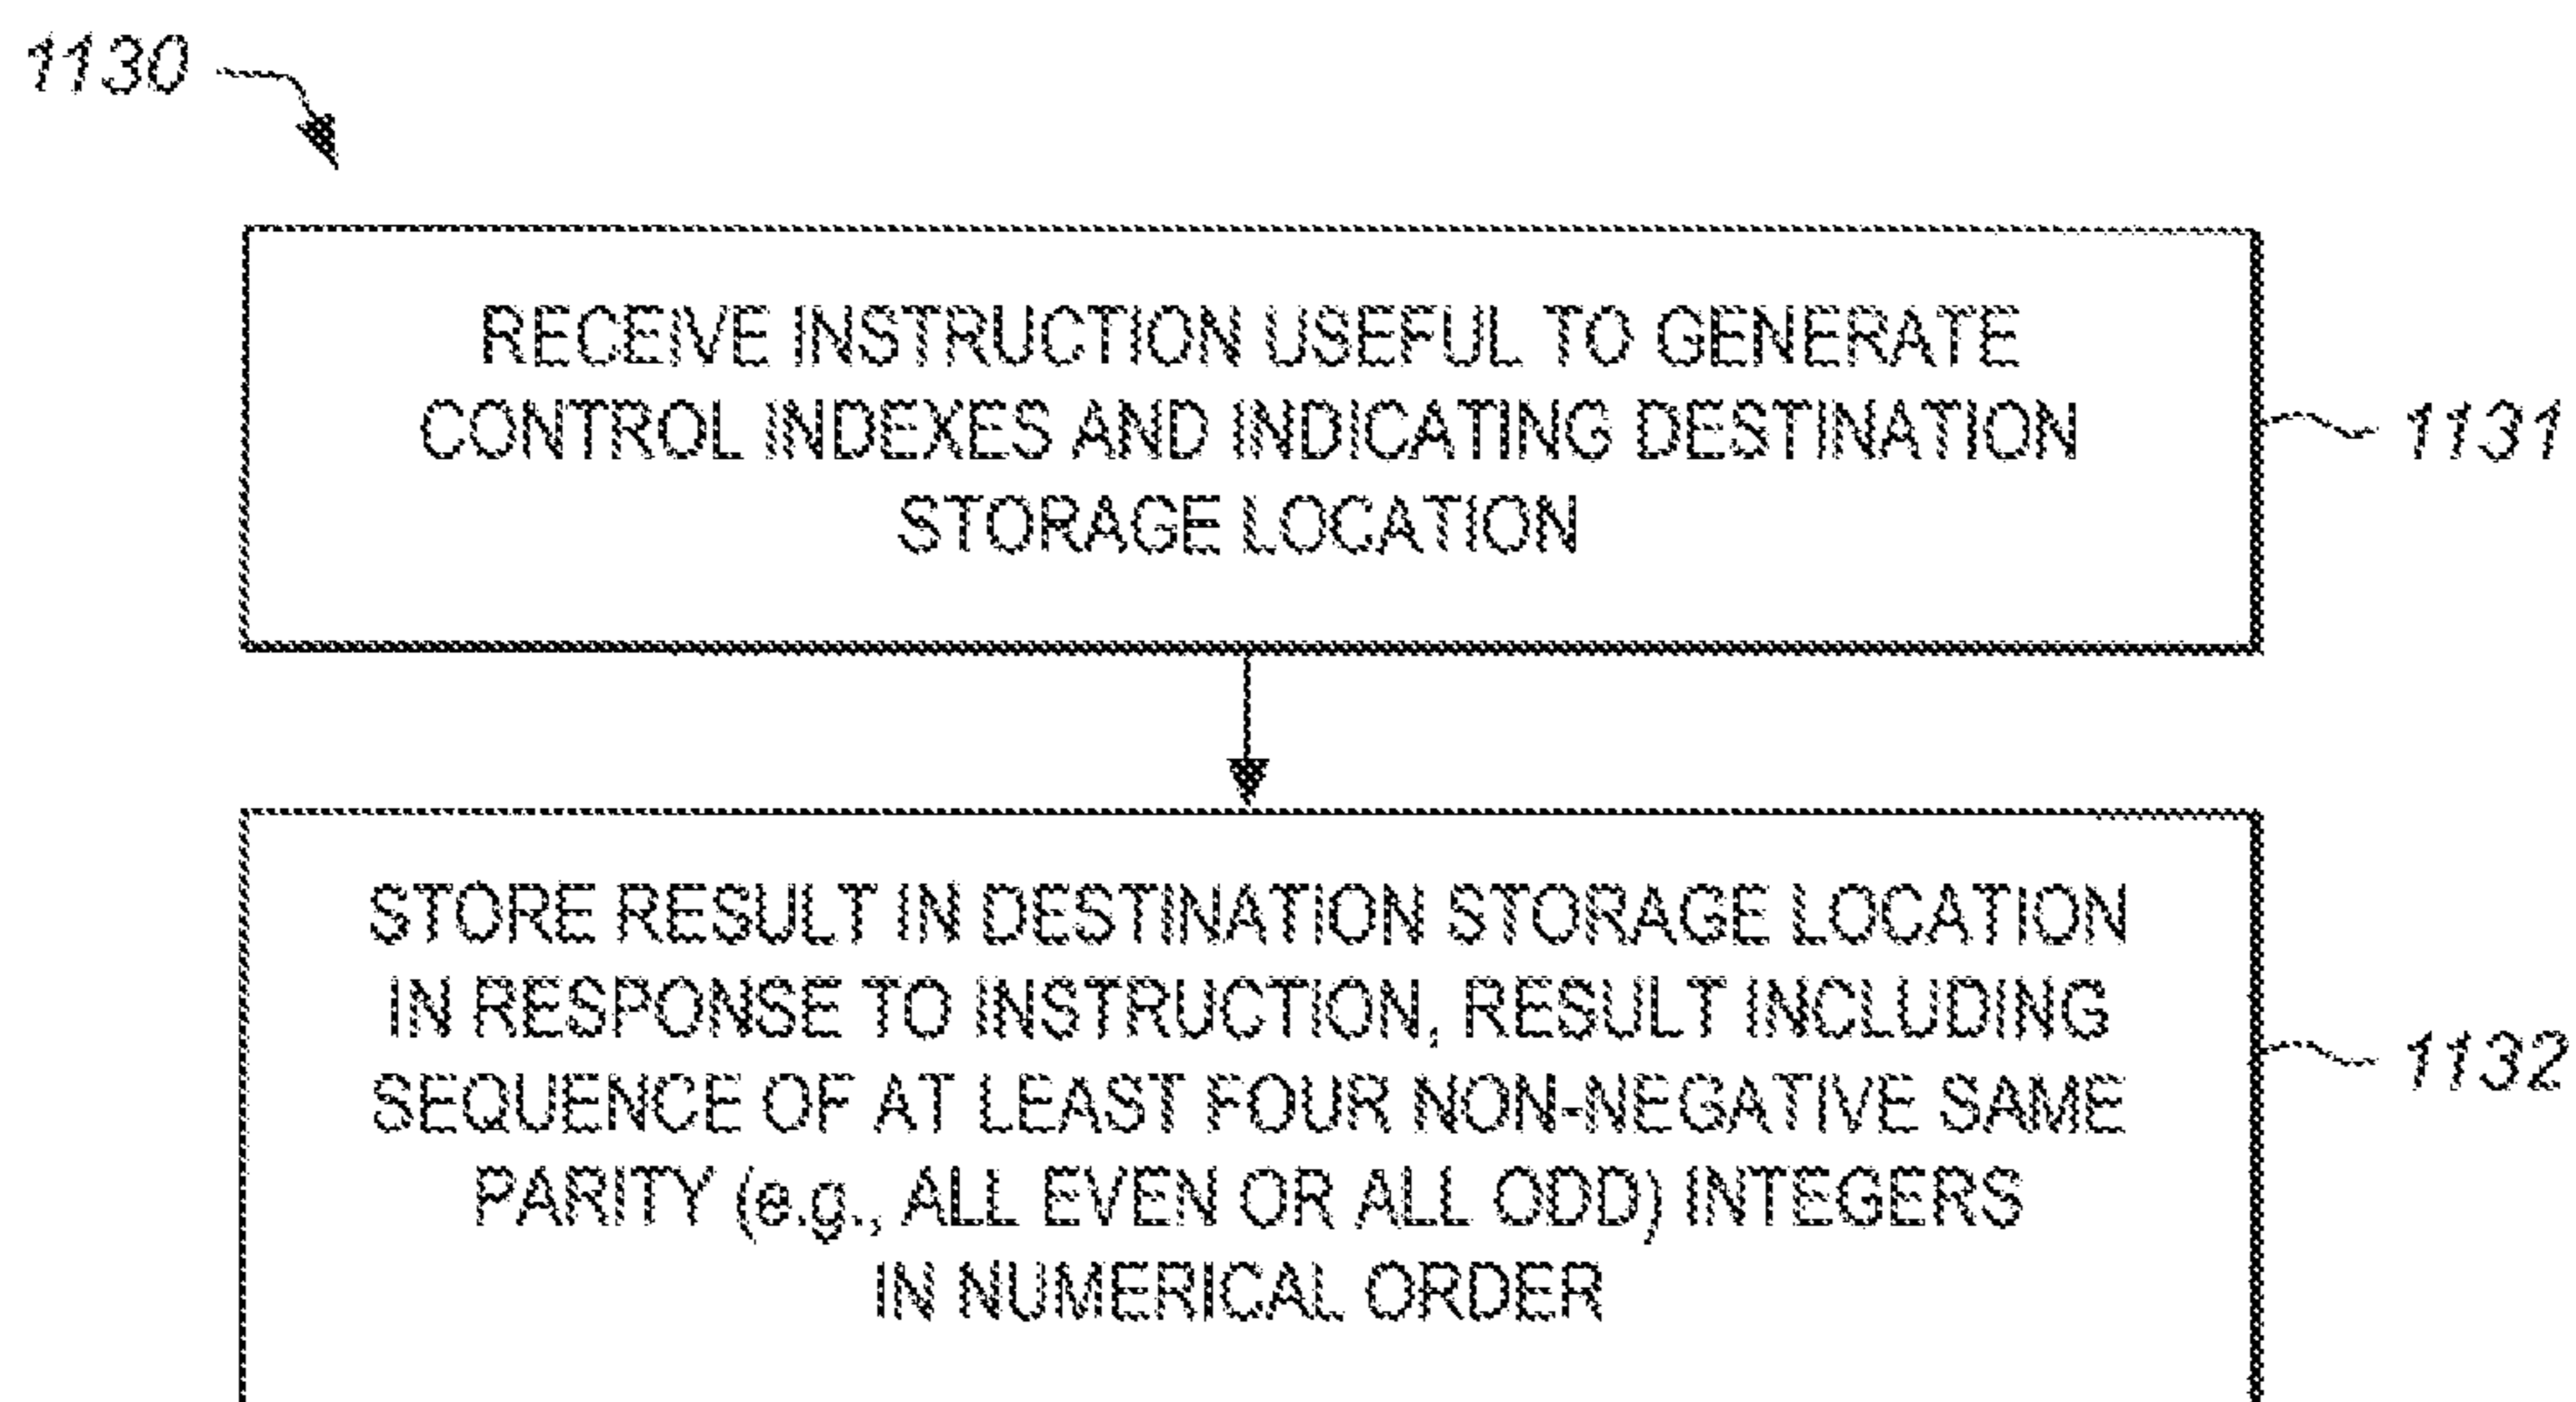 1130
RECEIVE INSTRUCTION USEFUL TO GENERATE
CONTROL INDEXES AND INDICATING DESTINATION
STORAGE LOCATION
1131
STORE RESULT IN DESTINATION STORAGE LOCATION
IN RESPONSE TO INSTRUCTION, RESULT INCLUDING
SEQUENCE OF AT LEAST FOUR NON-NEGATIVE SAME
PARITY (e.g., ALL EVEN OR ALL ODD) INTEGERS
IN NUMERICAL ORDER
1132